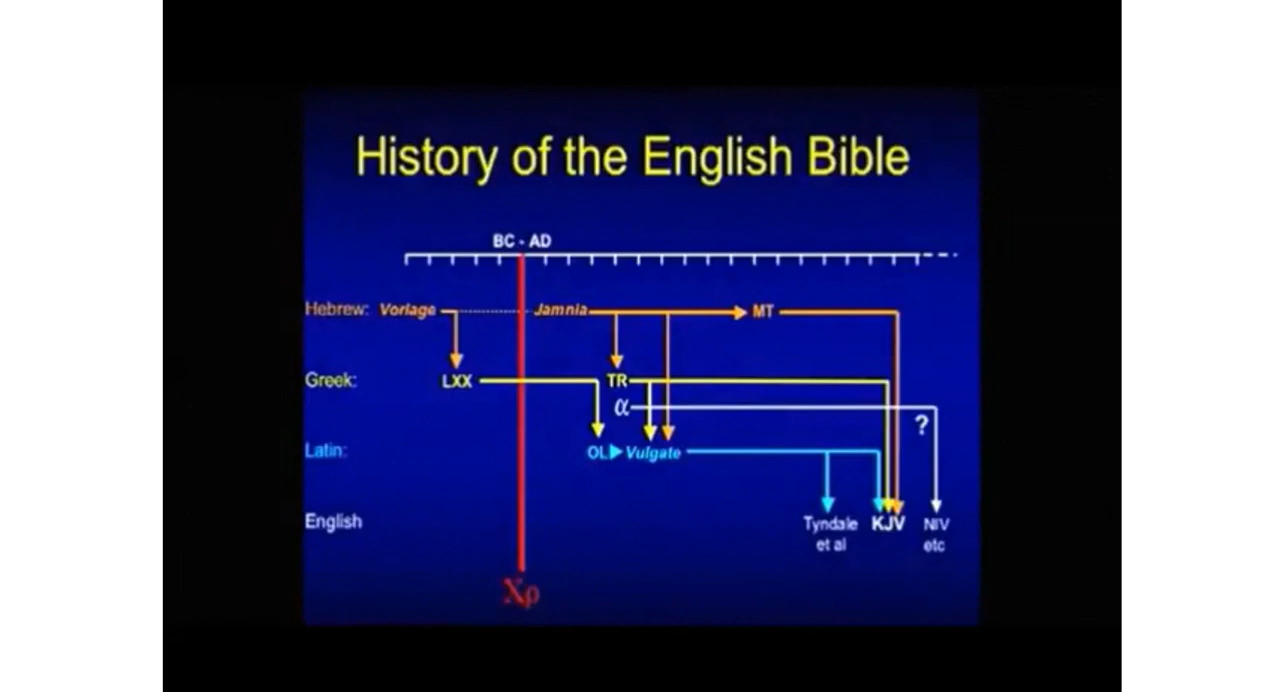 History of the English Bible
BC - AD
Hebrew: Vorlage Jamnia MT
Greek: LXX TR
α
?
Latin: OL Vulgate
English Tyndale KJV NIV
et al etc
Χρ